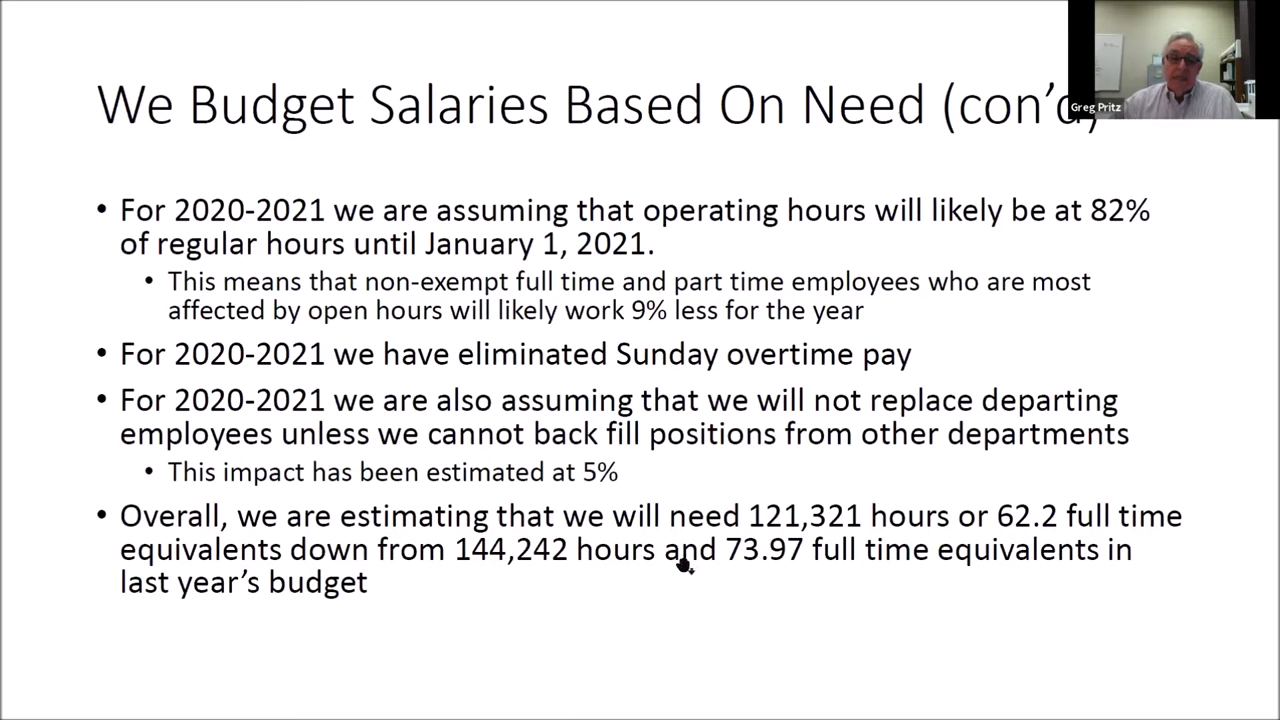 We Budget Salaries Based On Need (con'd)
Greg Pritz
• For 2020-2021 we are assuming that operating hours will likely be at 82%
of regular hours until January 1, 2021.
• This means that non-exempt full time and part time employees who are most
affected by open hours will likely work 9% less for the year
• For 2020-2021 we have eliminated Sunday overtime pay
• For 2020-2021 we are also assuming that we will not replace departing
employees unless we cannot back fill positions from other departments
• This impact has been estimated at 5%
• Overall, we are estimating that we will need 121,321 hours or 62.2 full time
equivalents down from 144,242 hours and 73.97 full time equivalents in
last year's budget